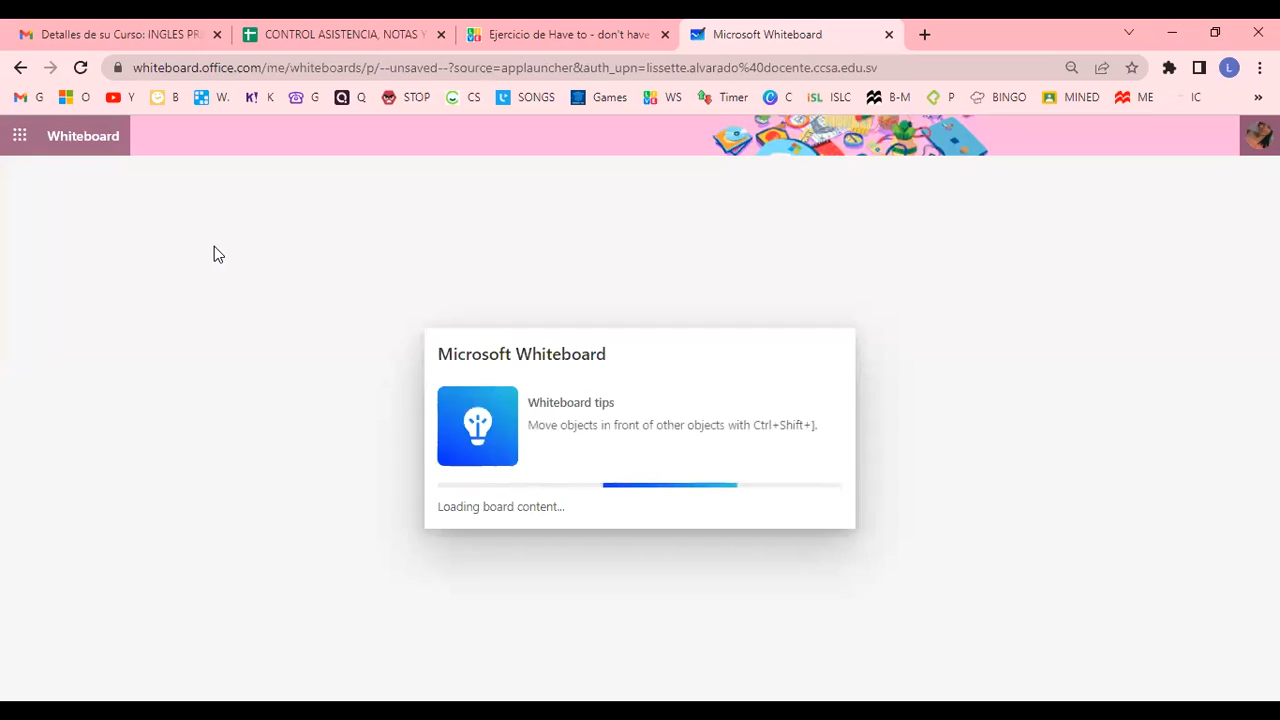 Detalles de su Curso: INGLES PR
CONTROL ASISTENCIA, NOTAS Y
Ejercicio de Have to - don't have
Microsoft Whiteboard
whiteboard.office.com/me/whiteboards/p/--unsaved--?source=applauncher&auth_upn=lissette.alvarado%40docente.ccsa.edu.sv
L
G O Y B W. K G Q STOP CS SONGS Games WS Timer C ISLC B-M P BINGO MINED ME IC »
Whiteboard
Microsoft Whiteboard
Whiteboard tips
Move objects in front of other objects with Ctrl+Shift+].
Loading board content...